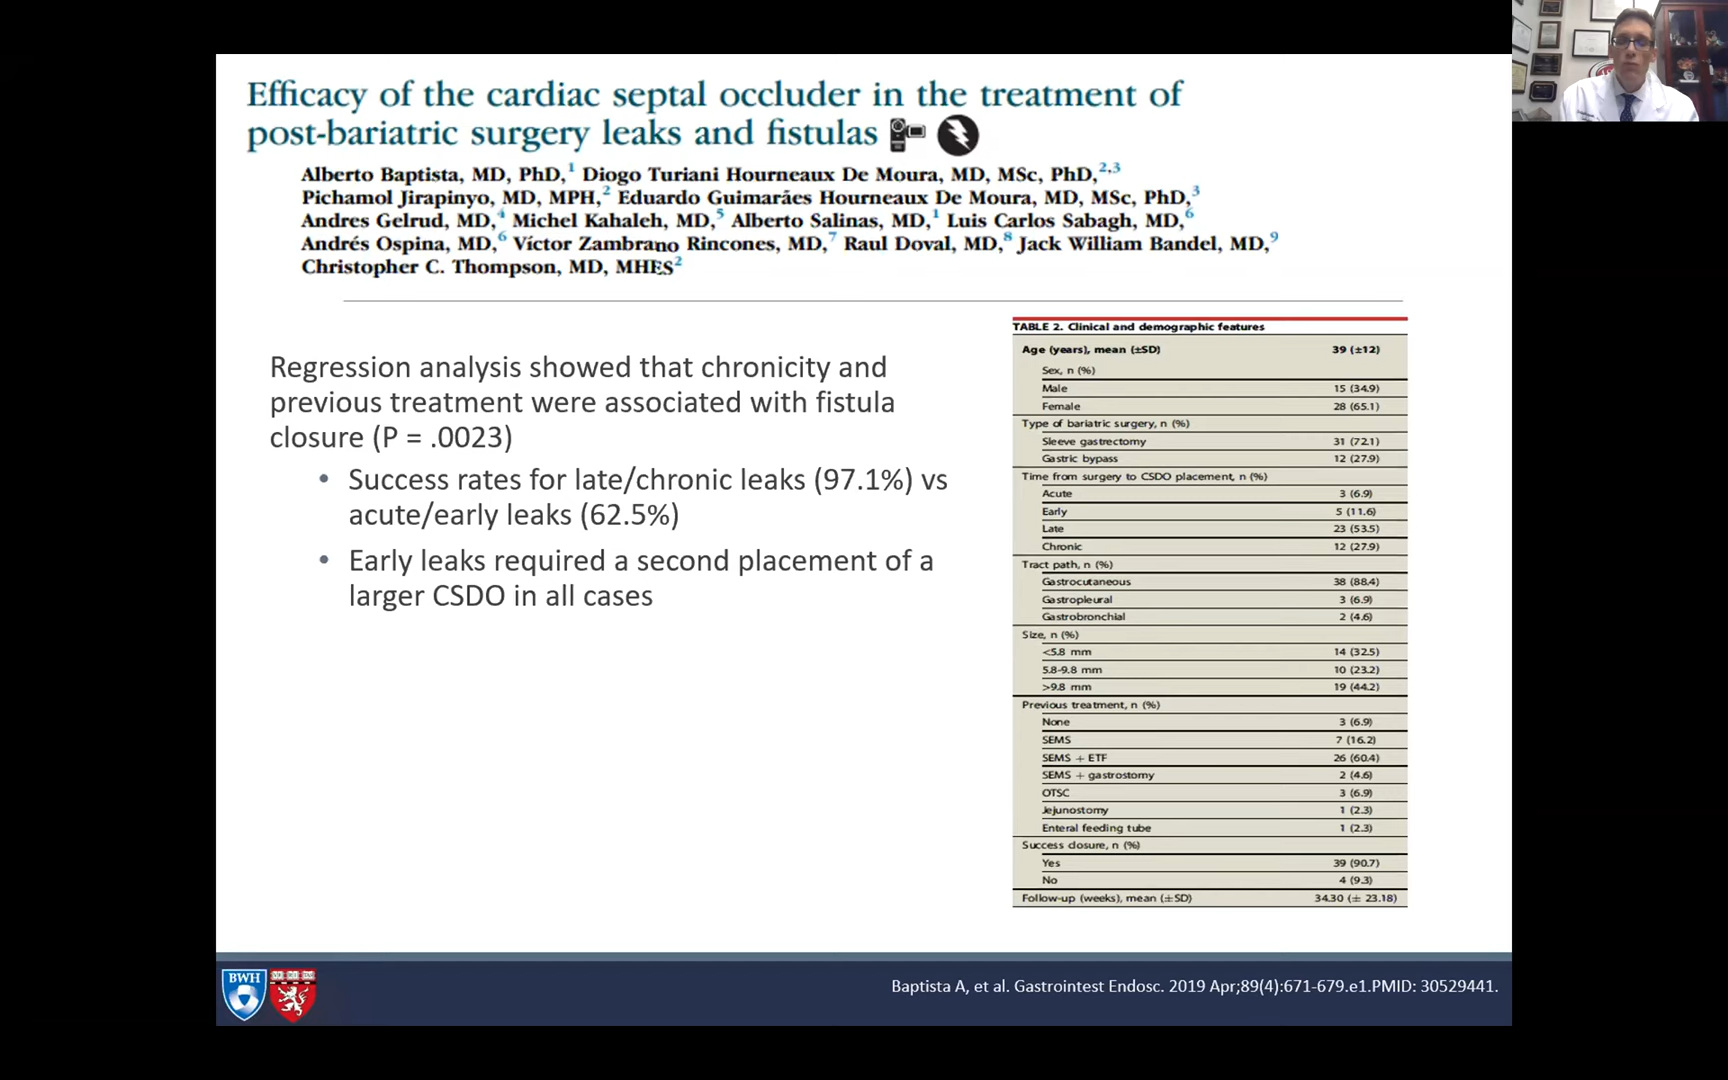 Efficacy of the cardiac septal occluder in the treatment of
post-bariatric surgery leaks and fistulas
Alberto Baptista, MD, PhD,1 Diogo Turiani Hourneaux De Moura, MD, MSc, PhD,2,3
Pichamol Jirapinyo, MD, MPH,2 Eduardo Guimarães Hourneaux De Moura, MD, MSc, PhD,3
Andres Gelrud, MD,4 Michel Kahaleh, MD,5 Alberto Salinas, MD,1 Luis Carlos Sabagh, MD,6
Andrés Ospina, MD,6 Víctor Zambrano Rincones, MD,7 Raul Doval, MD,8 Jack William Bandel, MD,9
Christopher C. Thompson, MD, MHES2
Regression analysis showed that chronicity and
previous treatment were associated with fistula
closure (P = .0023)
• Success rates for late/chronic leaks (97.1%) vs
acute/early leaks (62.5%)
• Early leaks required a second placement of a
larger CSDO in all cases
TABLE 2. Clinical and demographic features
Age (years), mean (±SD) 39 (±12)
Sex, n (%)
Male 15 (34.9)
Female 28 (65.1)
Type of bariatric surgery, n (%)
Sleeve gastrectomy 31 (72.1)
Gastric bypass 12 (27.9)
Time from surgery to CSDO placement, n (%)
Acute 3 (6.9)
Early 5 (11.6)
Late 23 (53.5)
Chronic 12 (27.9)
Tract path, n (%)
Gastrocutaneous 38 (88.4)
Gastropleural 3 (6.9)
Gastrobronchial 2 (4.6)
Size, n (%)
<5.8 mm 14 (32.5)
5.8-9.8 mm 10 (23.2)
>9.8 mm 19 (44.2)
Previous treatment, n (%)
None 3 (6.9)
SEMS 7 (16.2)
SEMS + ETF 26 (60.4)
SEMS + gastrostomy 2 (4.6)
OTSC 3 (6.9)
Jejunostomy 1 (2.3)
Enteral feeding tube 1 (2.3)
Success closure, n (%)
Yes 39 (90.7)
No 4 (9.3)
Follow-up (weeks), mean (±SD) 34.30 (± 23.18)
BWH
Baptista A, et al. Gastrointest Endosc. 2019 Apr;89(4):671-679.e1.PMID: 30529441.